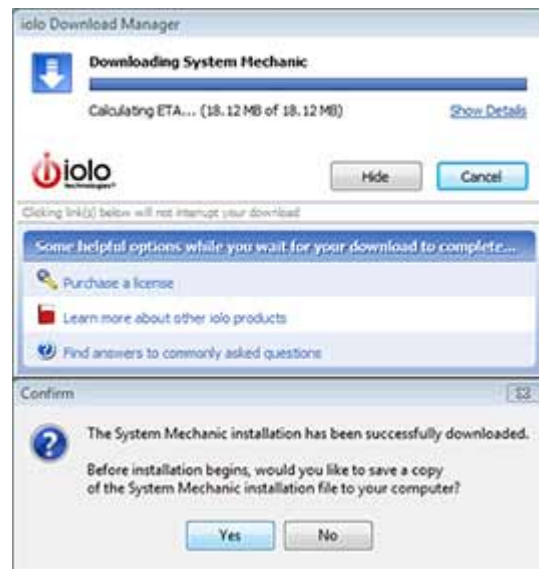 iolo Download Manager
Downloading System Mechanic
Calculating ETA... (18.12 MB of 18.12 MB)
Show Details
iolo
technologies®
Hide
Cancel
Clicking link(s) below will not interrupt your download
Some helpful options while you wait for your download to complete...
Purchase a license
Learn more about other iolo products
Find answers to commonly asked questions
Confirm
The System Mechanic installation has been successfully downloaded.
Before installation begins, would you like to save a copy
of the System Mechanic installation file to your computer?
Yes
No